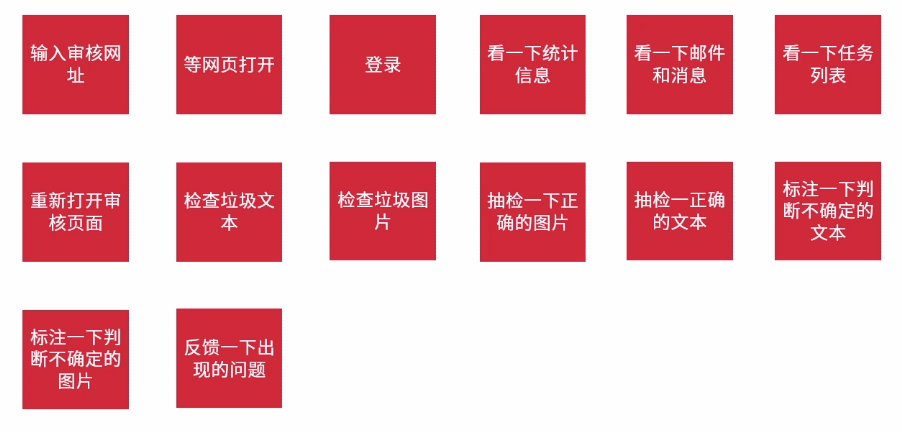 输入审核网
址
等网页打开
登录
看一下统计
信息
看一下邮件
和消息
看一下任务
列表
重新打开审
核页面
检查垃圾文
本
检查垃圾图
片
抽检一下正
确的图片
抽检一正确
的文本
标注一下判
断不确定的
文本
标注一下判
断不确定的
图片
反馈一下出
现的问题